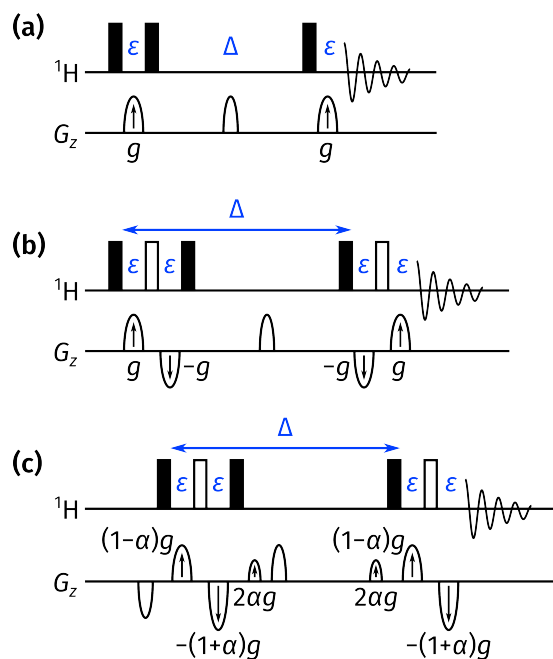 (a)
ε ε Δ ε
¹H
G_z
g g
(b)
Δ
ε ε ε ε
¹H
G_z
g -g -g g
(c)
Δ
ε ε ε ε
¹H
(1-α)g (1-α)g
G_z
2αg 2αg
-(1+α)g -(1+α)g